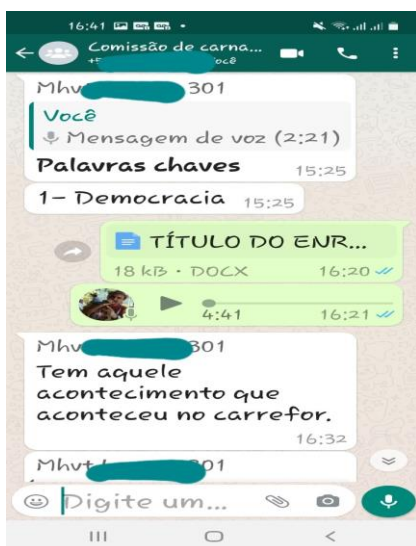 16:41
Comissão de carna...
ocê
Mhv 301
Você
Mensagem de voz (2:21)
Palavras chaves 15:25
1- Democracia 15:25
TÍTULO DO ENR...
18 kB · DOCX 16:20
4:41 16:21
Mhv 301
Tem aquele
acontecimento que
aconteceu no carrefor.
16:32
Mhvt 01
Digite um...